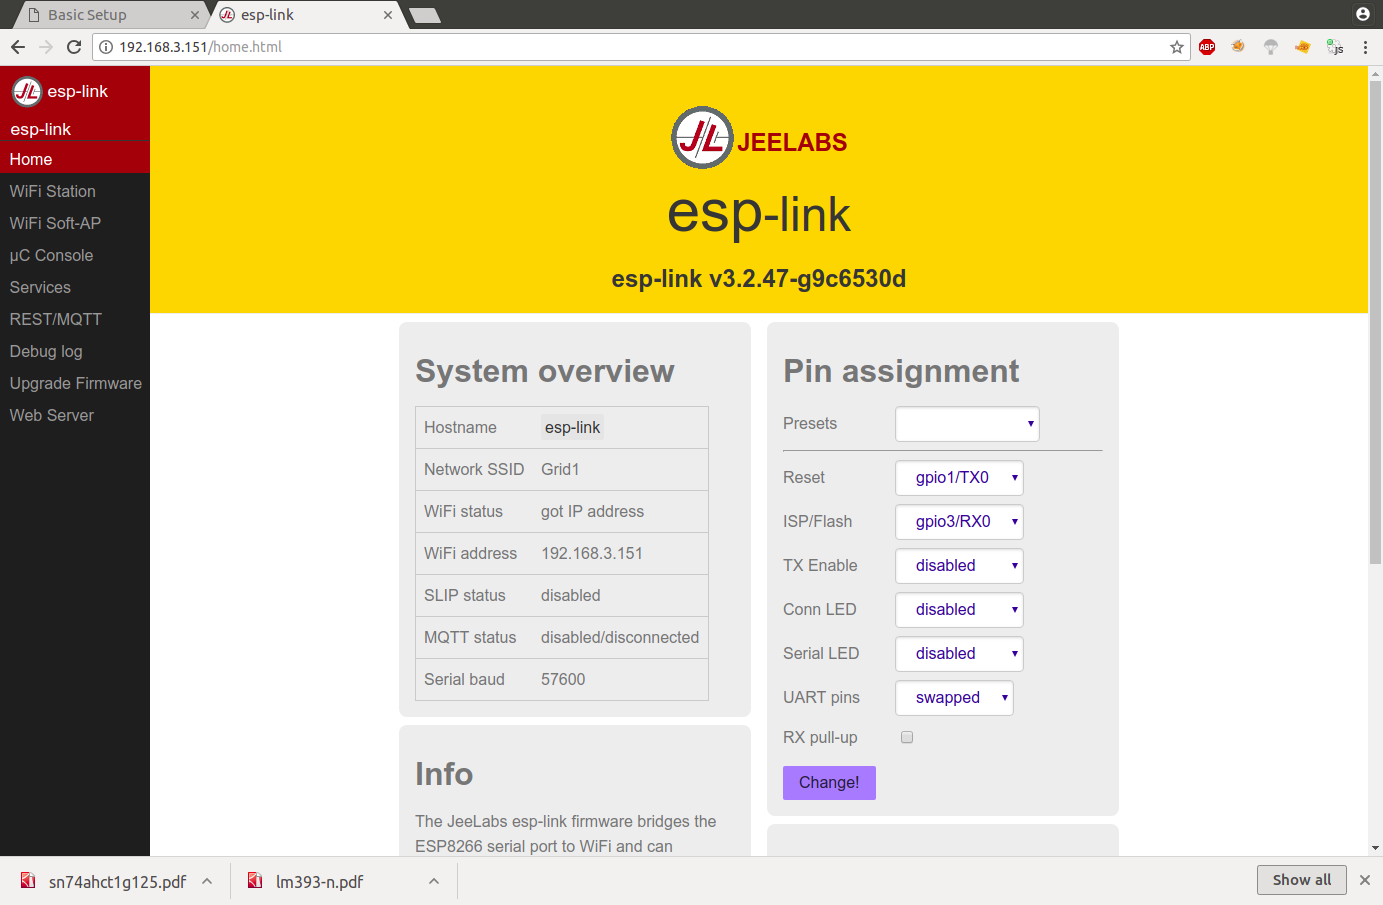 Basic Setup
esp-link
192.168.3.151/home.html
ABP
js
JL esp-link
esp-link
Home
WiFi Station
WiFi Soft-AP
µC Console
Services
REST/MQTT
Debug log
Upgrade Firmware
Web Server
JL JEELABS
esp-link
esp-link v3.2.47-g9c6530d
System overview
Hostname esp-link
Network SSID Grid1
WiFi status got IP address
WiFi address 192.168.3.151
SLIP status disabled
MQTT status disabled/disconnected
Serial baud 57600
Info
The JeeLabs esp-link firmware bridges the
ESP8266 serial port to WiFi and can
Pin assignment
Presets
Reset gpio1/TX0
ISP/Flash gpio3/RX0
TX Enable disabled
Conn LED disabled
Serial LED disabled
UART pins swapped
RX pull-up
Change!
sn74ahct1g125.pdf
lm393-n.pdf
Show all